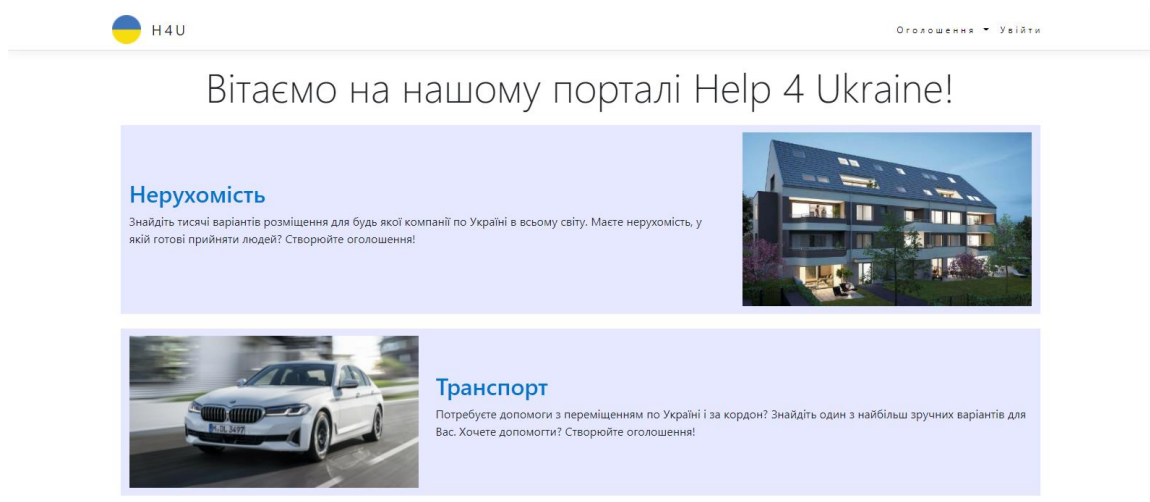 H4U
Оголошення Увійти
Вітаємо на нашому порталі Help 4 Ukraine!
Нерухомість
Знайдіть тисячі варіантів розміщення для будь якої компанії по Україні в всьому світу. Маєте нерухомість, у
якій готові прийняти людей? Створюйте оголошення!
Транспорт
Потребуєте допомоги з переміщенням по Україні і за кордон? Знайдіть один з найбільш зручних варіантів для
Вас. Хочете допомогти? Створюйте оголошення!